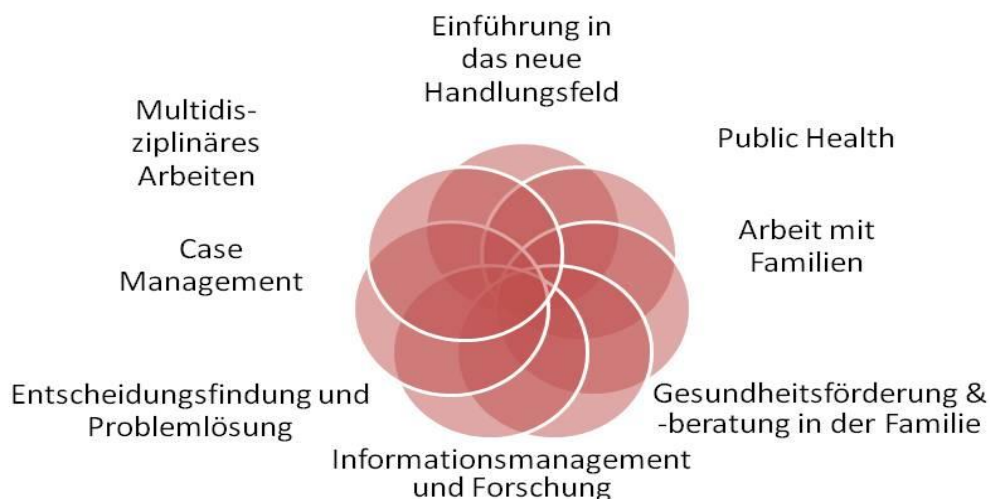 Einführung in
das neue
Handlungsfeld
Public Health
Arbeit mit
Familien
Gesundheitsförderung &
-beratung in der Familie
Informationsmanagement
und Forschung
Entscheidungsfindung und
Problemlösung
Case
Management
Multidis-
ziplinäres
Arbeiten